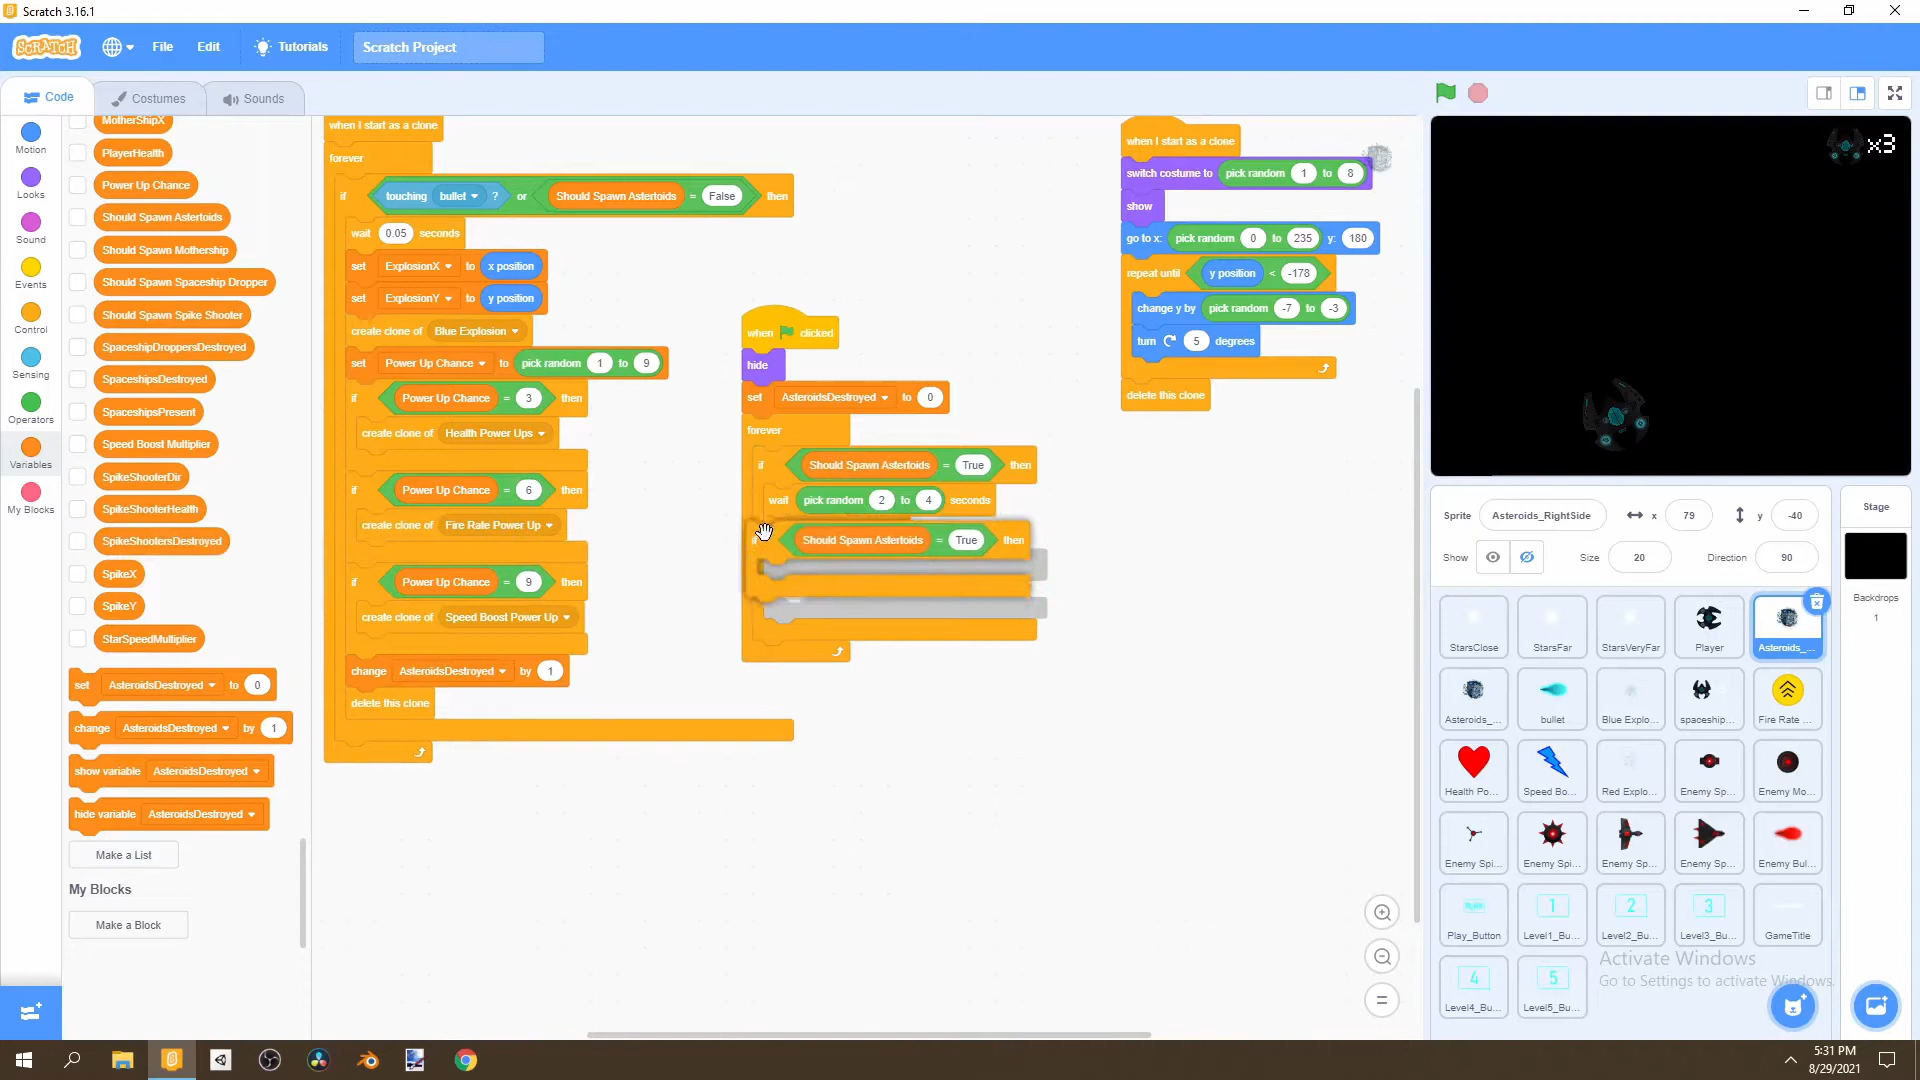 Scratch 3.16.1
SCRATCH File Edit Tutorials Scratch Project
Code Costumes Sounds
Motion
Looks
Sound
Events
Control
Sensing
Operators
Variables
My Blocks
MotherShipX
PlayerHealth
Power Up Chance
Should Spawn Astertoids
Should Spawn Mothership
Should Spawn Spaceship Dropper
Should Spawn Spike Shooter
SpaceshipDroppersDestroyed
SpaceshipsDestroyed
SpaceshipsPresent
Speed Boost Multiplier
SpikeShooterDir
SpikeShooterHealth
SpikeShootersDestroyed
SpikeX
SpikeY
StarSpeedMultiplier
set AsteroidsDestroyed to 0
change AsteroidsDestroyed by 1
show variable AsteroidsDestroyed
hide variable AsteroidsDestroyed
Make a List
My Blocks
Make a Block
when I start as a clone
forever
if touching bullet ? or Should Spawn Astertoids = False then
wait 0.05 seconds
set ExplosionX to x position
set ExplosionY to y position
create clone of Blue Explosion
set Power Up Chance to pick random 1 to 9
if Power Up Chance = 3 then
create clone of Health Power Ups
if Power Up Chance = 6 then
create clone of Fire Rate Power Up
if Power Up Chance = 9 then
create clone of Speed Boost Power Up
change AsteroidsDestroyed by 1
delete this clone
when clicked
hide
set AsteroidsDestroyed to 0
forever
if Should Spawn Astertoids = True then
wait pick random 2 to 4 seconds
Should Spawn Astertoids = True then
when I start as a clone
switch costume to pick random 1 to 8
show
go to x: pick random 0 to 235 y: 180
repeat until y position < -178
change y by pick random -7 to -3
turn 5 degrees
delete this clone
x3
Sprite Asteroids_RightSide x 79 y -40
Show Size 20 Direction 90
Stage
Backdrops
1
StarsClose StarsFar StarsVeryFar Player Asteroids_...
Asteroids_... bullet Blue Explo... spaceship... Fire Rate ...
Health Po... Speed Bo... Red Explo... Enemy Sp... Enemy Mo...
Enemy Spi... Enemy Spi... Enemy Sp... Enemy Sp... Enemy Bul...
1 2 3
Play_Button Level1_Bu... Level2_Bu... Level3_Bu... GameTitle
4 5
Level4_Bu... Level5_Bu...
Activate Windows
Go to Settings to activate Windows.
5:31 PM
8/29/2021